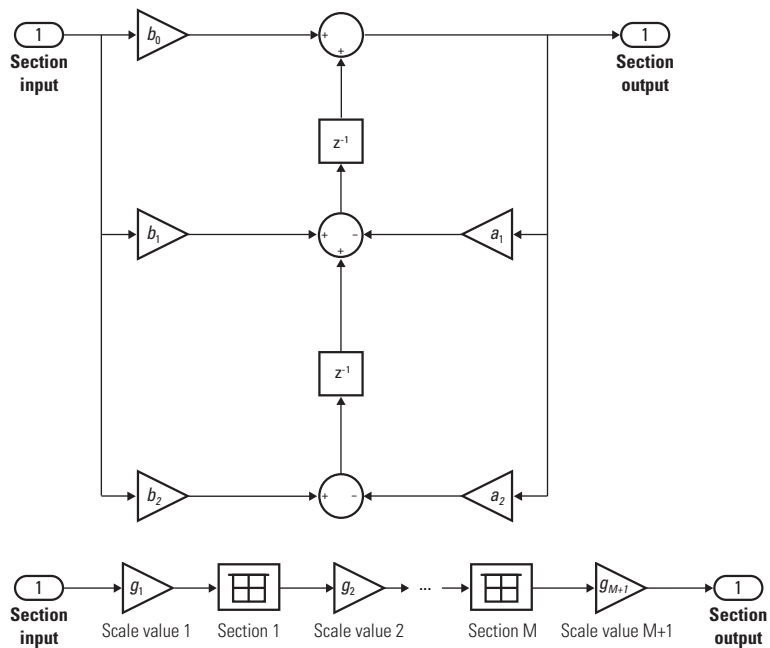 1
Section
input
b₀
+
+
1
Section
output
z⁻¹
b₁
+
−
+
a₁
z⁻¹
b₂
+
−
a₂
1
Section
input
g₁
Scale value 1
Section 1
g₂
Scale value 2
...
Section M
gM+1
Scale value M+1
1
Section
output